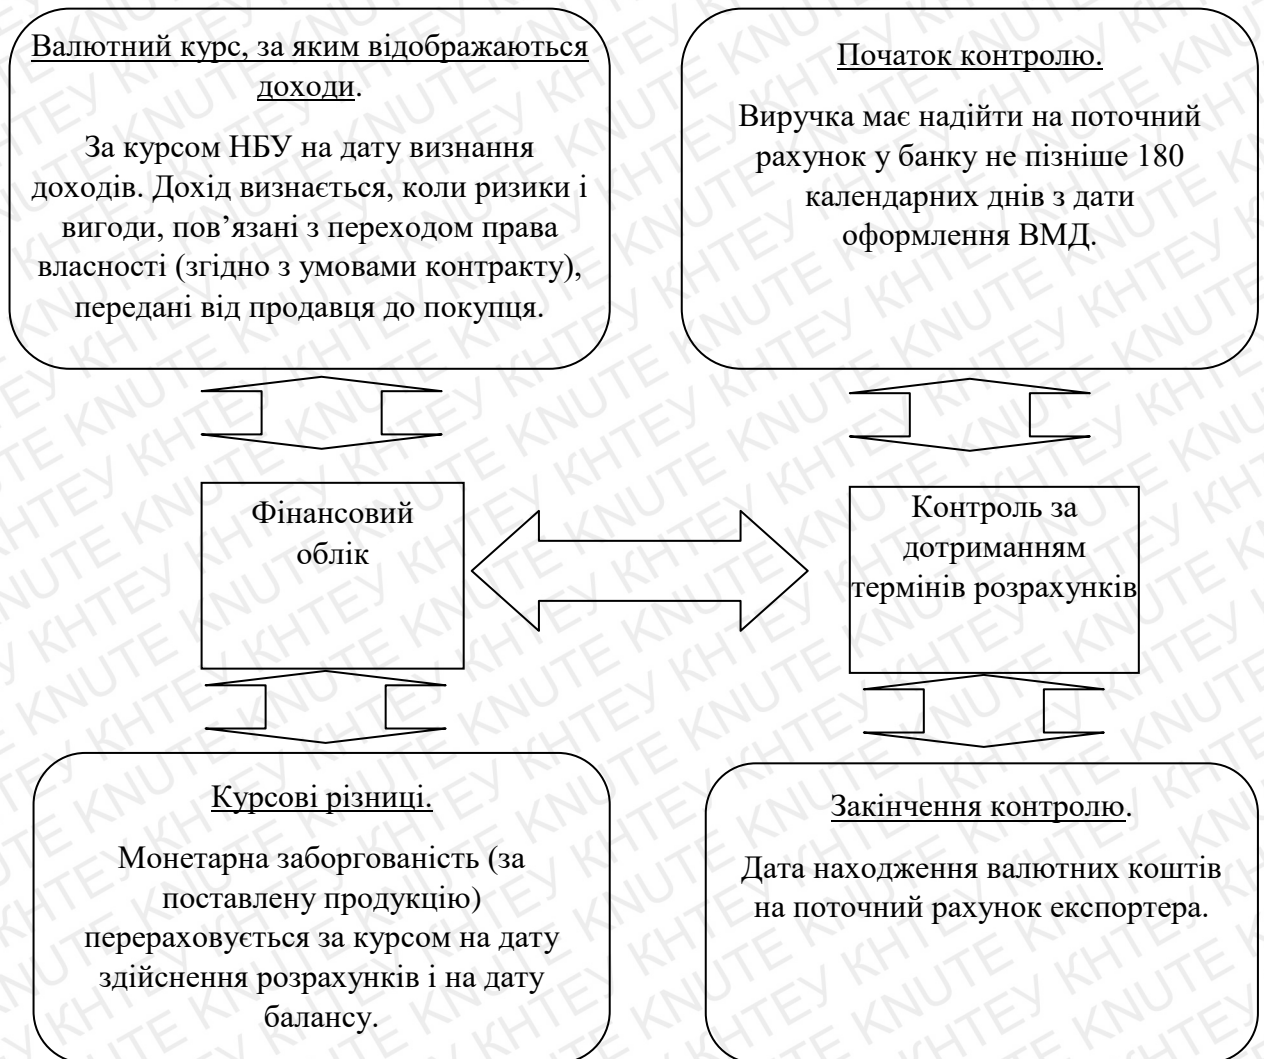 Валютний курс, за яким відображаються
доходи.
За курсом НБУ на дату визнання
доходів. Дохід визнається, коли ризики і
вигоди, пов’язані з переходом права
власності (згідно з умовами контракту),
передані від продавця до покупця.
Початок контролю.
Виручка має надійти на поточний
рахунок у банку не пізніше 180
календарних днів з дати
оформлення ВМД.
Фінансовий
облік
Контроль за
дотриманням
термінів розрахунків
Курсові різниці.
Монетарна заборгованість (за
поставлену продукцію)
перераховується за курсом на дату
здійснення розрахунків і на дату
балансу.
Закінчення контролю.
Дата находження валютних коштів
на поточний рахунок експортера.